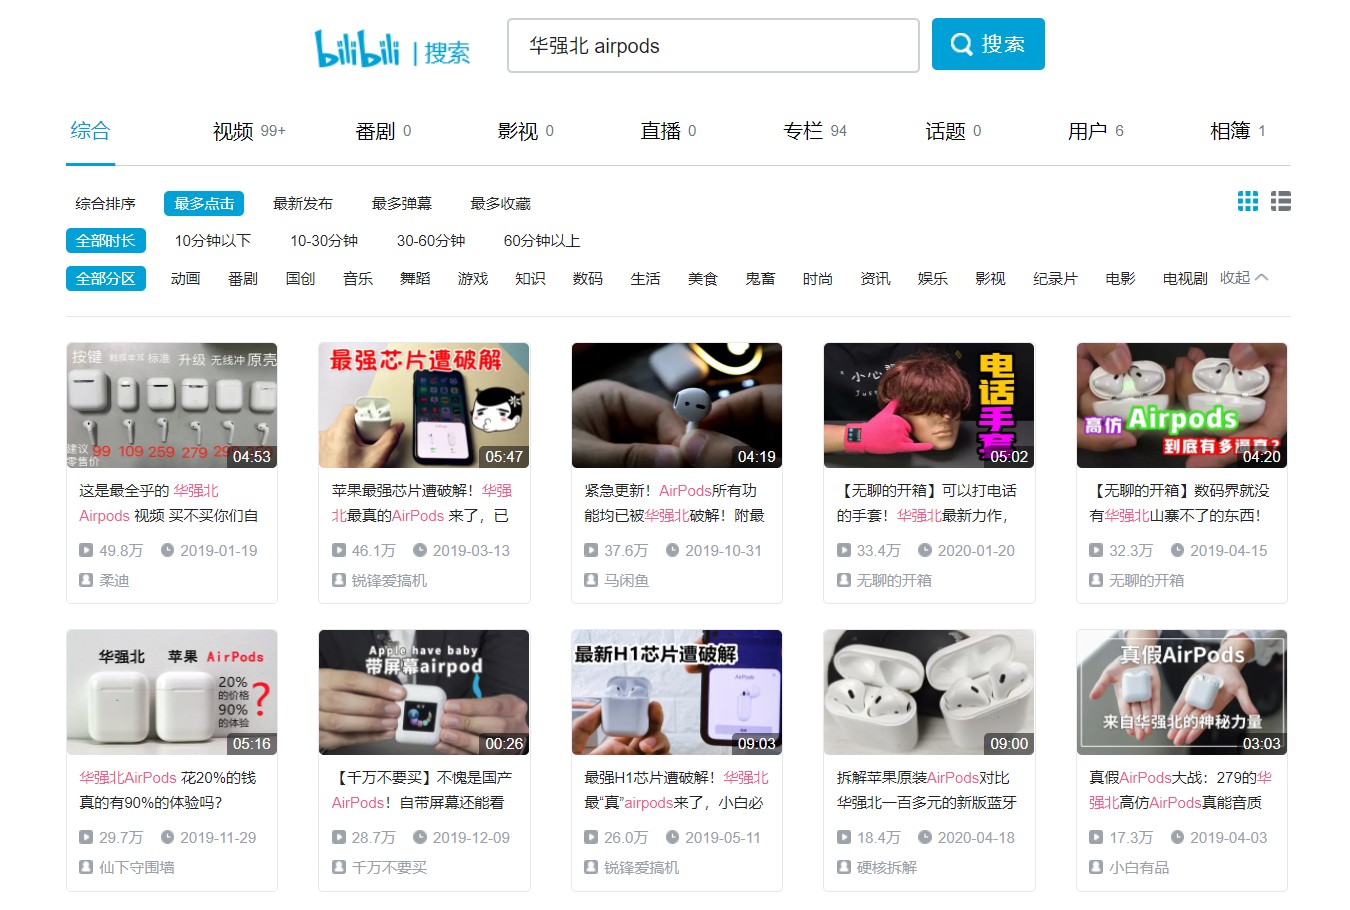 bilibili | 搜索
华强北 airpods
搜索
综合 视频 99+ 番剧 0 影视 0 直播 0 专栏 94 话题 0 用户 6 相簿 1
综合排序 最多点击 最新发布 最多弹幕 最多收藏
全部时长 10分钟以下 10-30分钟 30-60分钟 60分钟以上
全部分区 动画 番剧 国创 音乐 舞蹈 游戏 知识 数码 生活 美食 鬼畜 时尚 资讯 娱乐 影视 纪录片 电影 电视剧 收起
按键 触摸单耳 标准 升级 无线冲 原壳
建议零售价 99 109 259 279 29
04:53
这是最全乎的 华强北
Airpods 视频 买不买你们自
49.8万 2019-01-19
柔迪
最强芯片遭破解
05:47
苹果最强芯片遭破解！华强
北最真的AirPods 来了，已
46.1万 2019-03-13
锐锋爱搞机
04:19
紧急更新！AirPods所有功
能均已被华强北破解！附最
37.6万 2019-10-31
马闲鱼
小心
Jus
电话手套
05:02
【无聊的开箱】可以打电话
的手套！华强北最新力作，
33.4万 2020-01-20
无聊的开箱
高仿 Airpods
到底有多逼真？
04:20
【无聊的开箱】数码界就没
有华强北山寨不了的东西！
32.3万 2019-04-15
无聊的开箱
华强北 苹果 AirPods
20%
的价格
90%
的体验
？
05:16
华强北AirPods 花20%的钱
真的有90%的体验吗？
29.7万 2019-11-29
仙下守围墙
Apple have baby
带屏幕airpod
00:26
【千万不要买】不愧是国产
AirPods！自带屏幕还能看
28.7万 2019-12-09
千万不要买
最新H1芯片遭破解
AirPods
09:03
最强H1芯片遭破解！华强北
最“真”airpods来了，小白必
26.0万 2019-05-11
锐锋爱搞机
09:00
拆解苹果原装AirPods对比
华强北一百多元的新版蓝牙
18.4万 2020-04-18
硬核拆解
真假AirPods
来自华强北的神秘力量
03:03
真假AirPods大战：279的华
强北高仿AirPods真能音质
17.3万 2019-04-03
小白有品